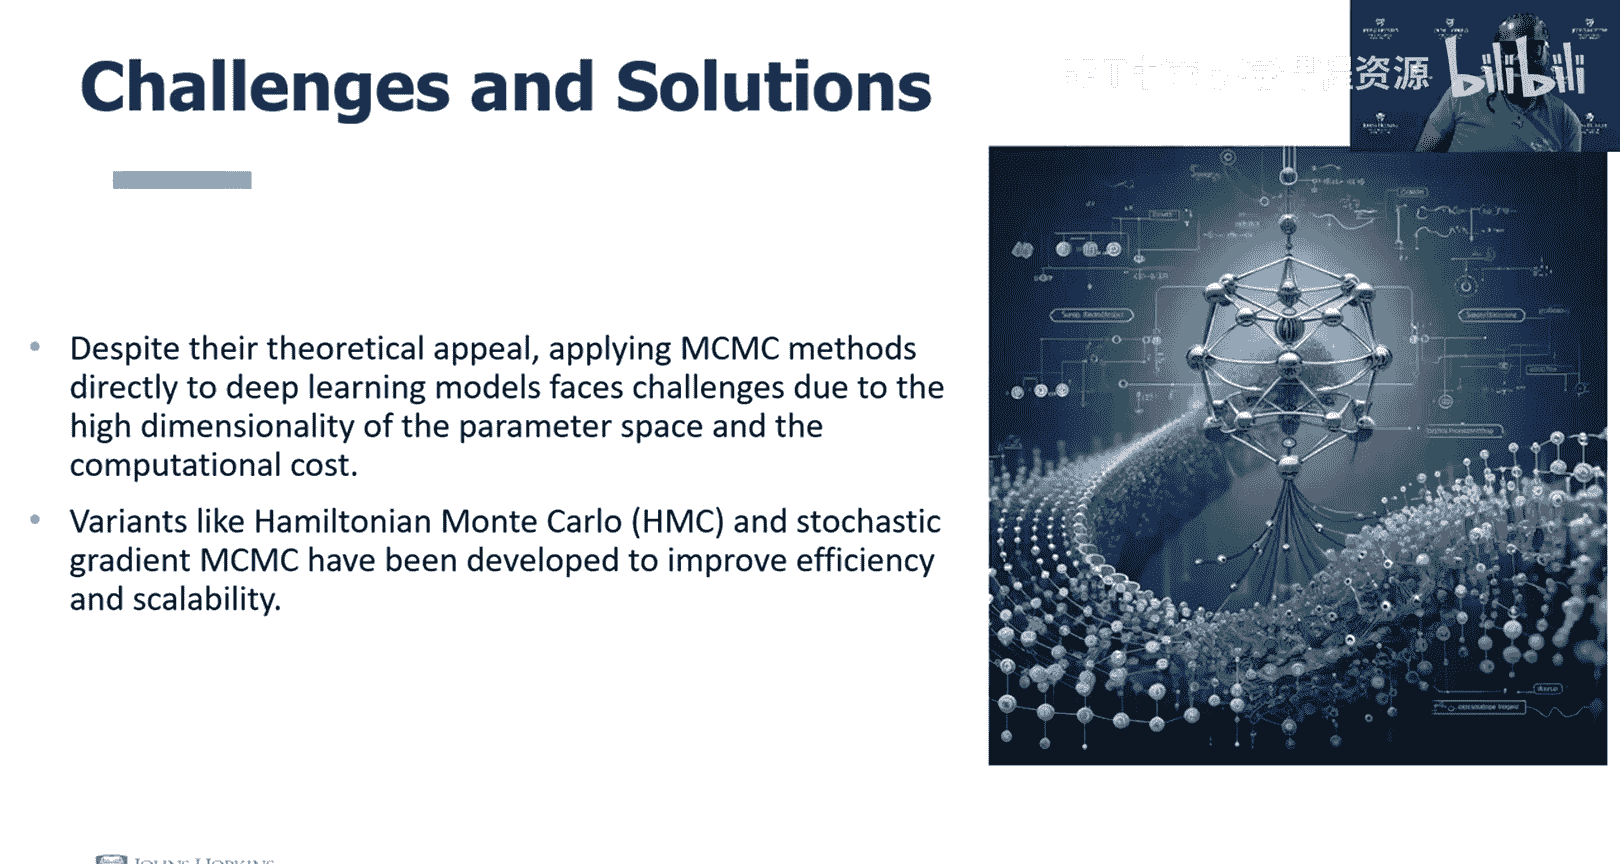 Challenges and Solutions
资源
bilibili
• Despite their theoretical appeal, applying MCMC methods
directly to deep learning models faces challenges due to the
high dimensionality of the parameter space and the
computational cost.
• Variants like Hamiltonian Monte Carlo (HMC) and stochastic
gradient MCMC have been developed to improve efficiency
and scalability.
JOHNS HOPKINS